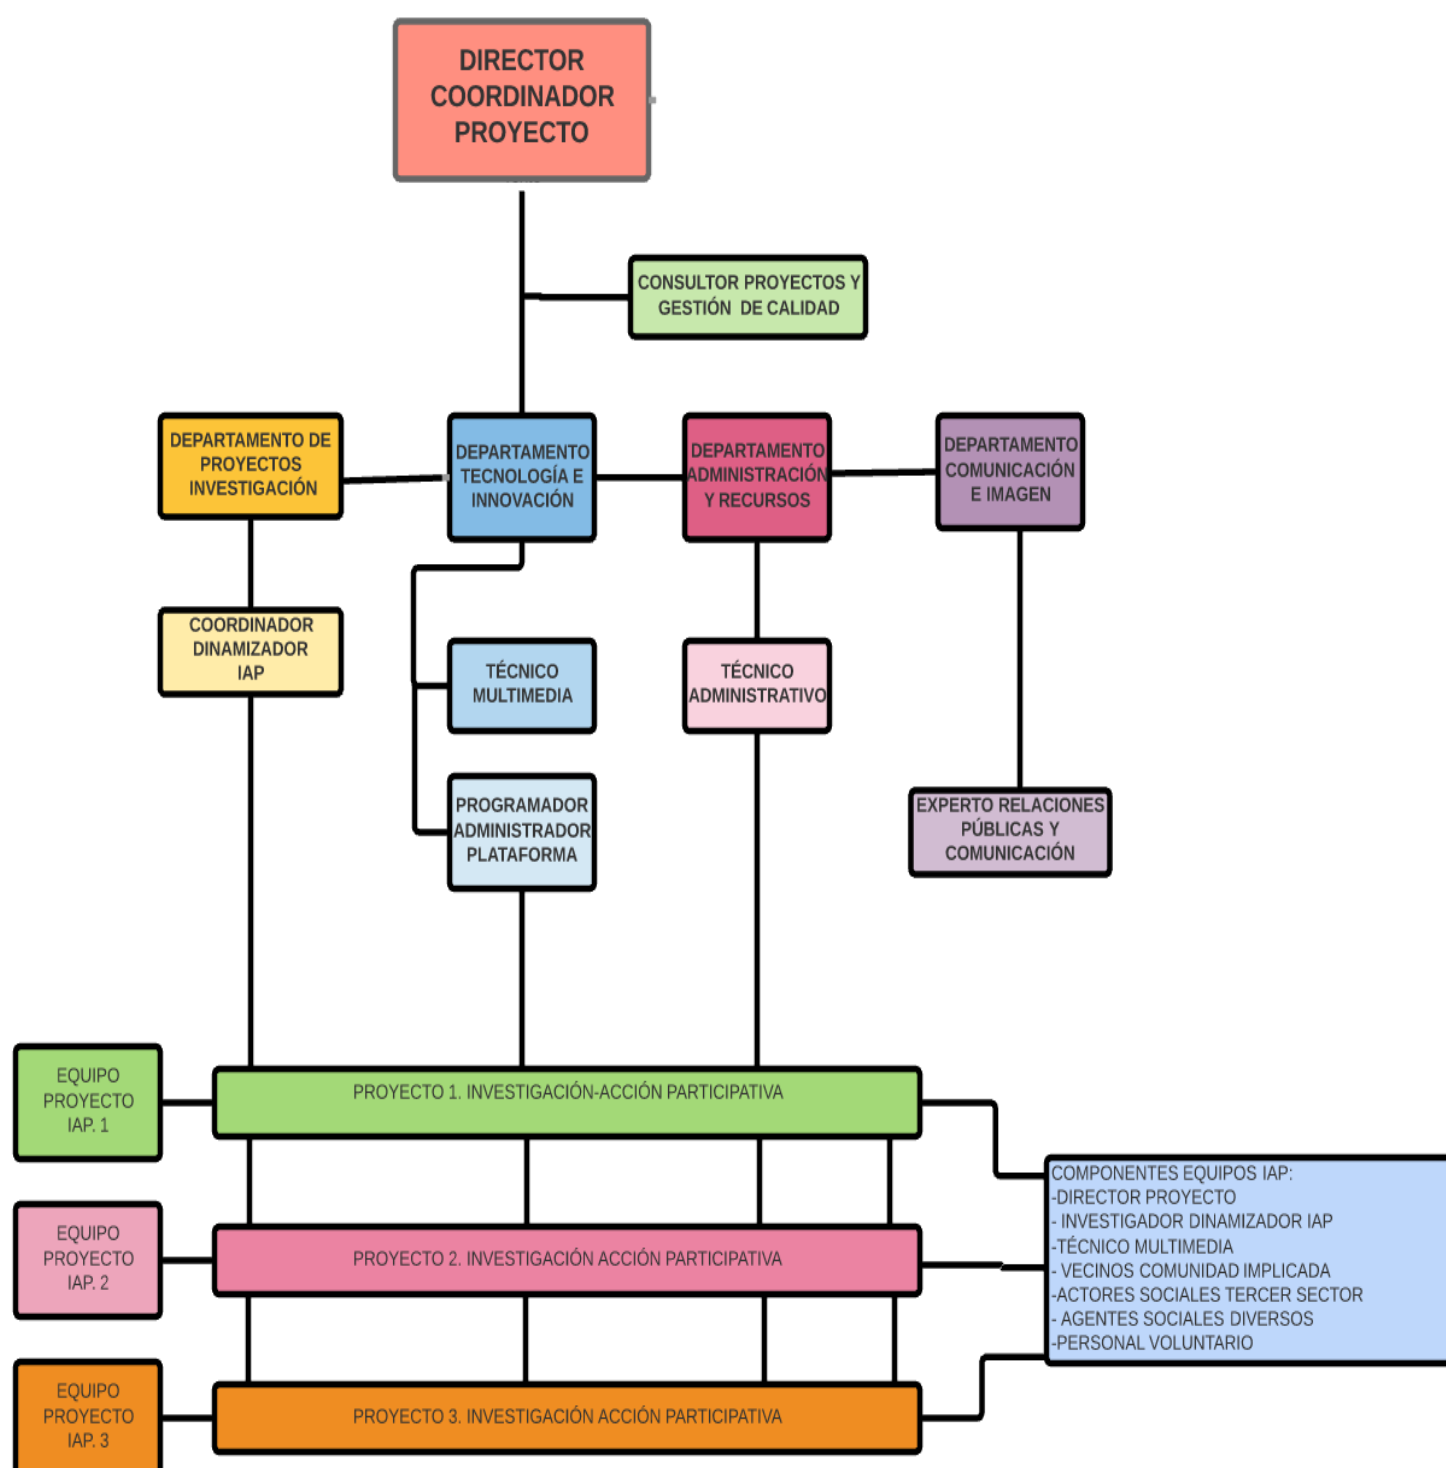 DIRECTOR
COORDINADOR
PROYECTO
CONSULTOR PROYECTOS Y
GESTIÓN DE CALIDAD
DEPARTAMENTO DE
PROYECTOS
INVESTIGACIÓN
DEPARTAMENTO
TECNOLOGÍA E
INNOVACIÓN
DEPARTAMENTO
ADMINISTRACIÓN
Y RECURSOS
DEPARTAMENTO
COMUNICACIÓN
E IMAGEN
COORDINADOR
DINAMIZADOR
IAP
TÉCNICO
MULTIMEDIA
TÉCNICO
ADMINISTRATIVO
PROGRAMADOR
ADMINISTRADOR
PLATAFORMA
EXPERTO RELACIONES
PÚBLICAS Y
COMUNICACIÓN
EQUIPO
PROYECTO
IAP. 1
PROYECTO 1. INVESTIGACIÓN-ACCIÓN PARTICIPATIVA
EQUIPO
PROYECTO
IAP. 2
PROYECTO 2. INVESTIGACIÓN ACCIÓN PARTICIPATIVA
EQUIPO
PROYECTO
IAP. 3
PROYECTO 3. INVESTIGACIÓN ACCIÓN PARTICIPATIVA
COMPONENTES EQUIPOS IAP:
-DIRECTOR PROYECTO
- INVESTIGADOR DINAMIZADOR IAP
-TÉCNICO MULTIMEDIA
- VECINOS COMUNIDAD IMPLICADA
-ACTORES SOCIALES TERCER SECTOR
- AGENTES SOCIALES DIVERSOS
-PERSONAL VOLUNTARIO